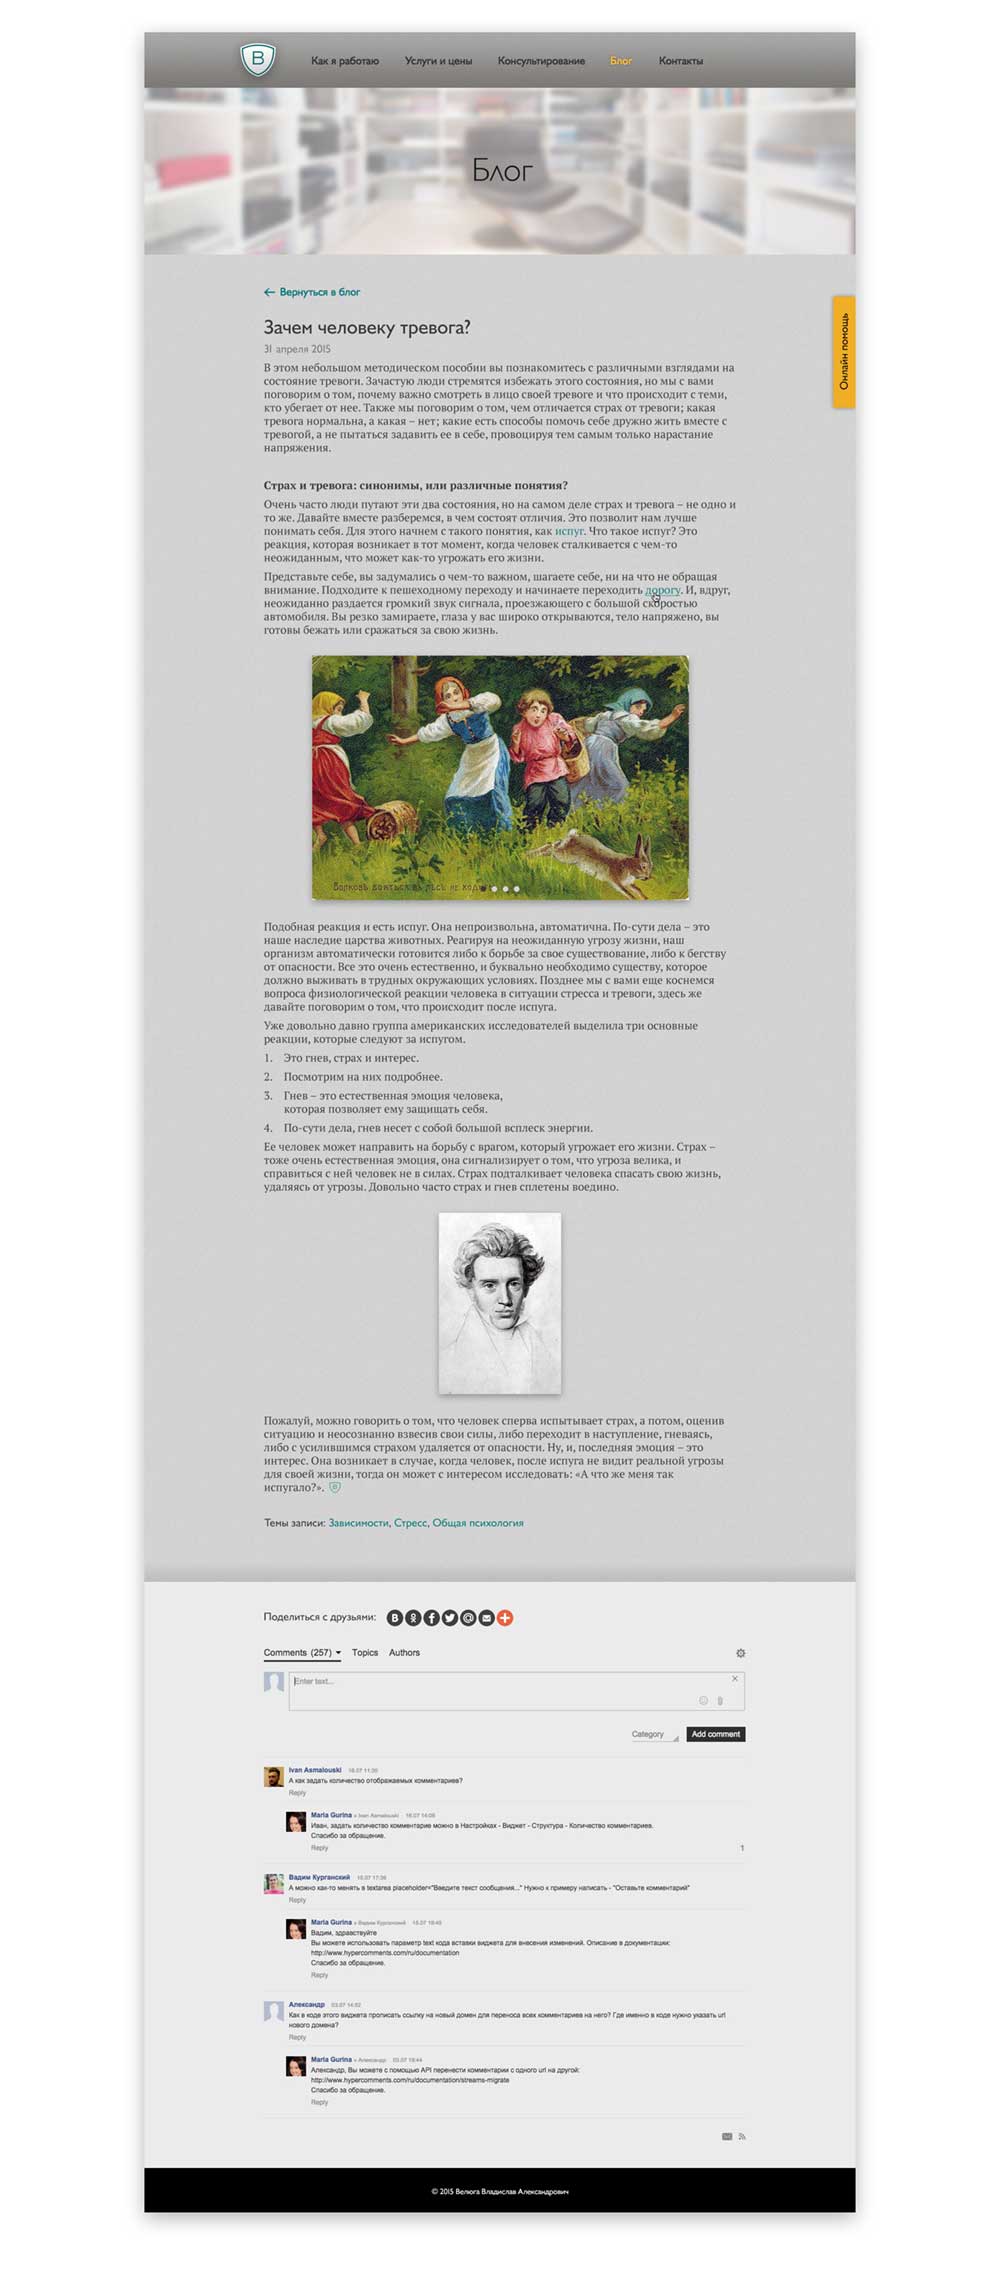 B
Как я работаю Услуги и цены Консультирование Блог Контакты
Блог
← Вернуться в блог
Онлайн помощь
Зачем человеку тревога?
31 апреля 2015
В этом небольшом методическом пособии вы познакомитесь с различными взглядами на
состояние тревоги. Зачастую люди стремятся избежать этого состояния, но мы с вами
поговорим о том, почему важно смотреть в лицо своей тревоге и что происходит с теми,
кто убегает от нее. Также мы поговорим о том, чем отличается страх от тревоги; какая
тревога нормальна, а какая – нет; какие есть способы помочь себе дружно жить вместе с
тревогой, а не пытаться задавить ее в себе, провоцируя тем самым только нарастание
напряжения.
Страх и тревога: синонимы, или различные понятия?
Очень часто люди путают эти два состояния, но на самом деле страх и тревога – не одно и
то же. Давайте вместе разберемся, в чем состоят отличия. Это позволит нам лучше
понимать себя. Для этого начнем с такого понятия, как испуг. Что такое испуг? Это
реакция, которая возникает в тот момент, когда человек сталкивается с чем-то
неожиданным, что может как-то угрожать его жизни.
Представьте себе, вы задумались о чем-то важном, шагаете себе, ни на что не обращая
внимание. Подходите к пешеходному переходу и начинаете переходить дорогу. И, вдруг,
неожиданно раздается громкий звук сигнала, проезжающего с большой скоростью
автомобиля. Вы резко замираете, глаза у вас широко открываются, тело напряжено, вы
готовы бежать или сражаться за свою жизнь.
Волковъ бояться въ лѣсъ не ходить
Подобная реакция и есть испуг. Она непроизвольна, автоматична. По-сути дела – это
наше наследие царства животных. Реагируя на неожиданную угрозу жизни, наш
организм автоматически готовится либо к борьбе за свое существование, либо к бегству
от опасности. Все это очень естественно, и буквально необходимо существу, которое
должно выживать в трудных окружающих условиях. Позднее мы с вами еще коснемся
вопроса физиологической реакции человека в ситуации стресса и тревоги, здесь же
давайте поговорим о том, что происходит после испуга.
Уже довольно давно группа американских исследователей выделила три основные
реакции, которые следуют за испугом.
1. Это гнев, страх и интерес.
2. Посмотрим на них подробнее.
3. Гнев – это естественная эмоция человека,
которая позволяет ему защищать себя.
4. По-сути дела, гнев несет с собой большой всплеск энергии.
Ее человек может направить на борьбу с врагом, который угрожает его жизни. Страх –
тоже очень естественная эмоция, она сигнализирует о том, что угроза велика, и
справиться с ней человек не в силах. Страх подталкивает человека спасать свою жизнь,
удаляясь от угрозы. Довольно часто страх и гнев сплетены воедино.
Пожалуй, можно говорить о том, что человек сперва испытывает страх, а потом, оценив
ситуацию и неосознанно взвесив свои силы, либо переходит в наступление, гневаясь,
либо с усилившимся страхом удаляется от опасности. Ну, и, последняя эмоция – это
интерес. Она возникает в случае, когда человек, после испуга не видит реальной угрозы
для своей жизни, тогда он может с интересом исследовать: «А что же меня так
испугало?».
Темы записи: Зависимости, Стресс, Общая психология
Поделиться с друзьями:
Comments (257) Topics Authors
Enter text...
Category Add comment
Ivan Asmalouski 16.07 11:30
А как задать количество отображаемых комментариев?
Reply
Maria Gurina » Ivan Asmalouski 16.07 14:09
Иван, задать количество комментарие можно в Настройках - Виджет - Структура - Количество комментариев.
Спасибо за обращение.
Reply 1
Вадим Курганский 15.07 17:36
А можно как-то менять в textarea placeholder="Введите текст сообщения..." Нужно к примеру написать - "Оставьте комментарий"
Reply
Maria Gurina » Вадим Курганский 15.07 19:45
Вадим, здравствуйте
Вы можете использовать параметр text кода вставки виджета для внесения изменений. Описание в документации:
http://www.hypercomments.com/ru/documentation
Спасибо за обращение.
Reply
Александр 03.07 14:52
Как в коде этого виджета прописать ссылку на новый домен для переноса всех комментариев на него? Где именно в коде нужно указать url
нового домена?
Reply
Maria Gurina » Александр 03.07 19:44
Александр, Вы можете с помощью API перенести комментарии с одного url на другой:
http://www.hypercomments.com/ru/documentation/streams-migrate
Спасибо за обращение.
Reply
© 2015 Велюга Владислав Александрович